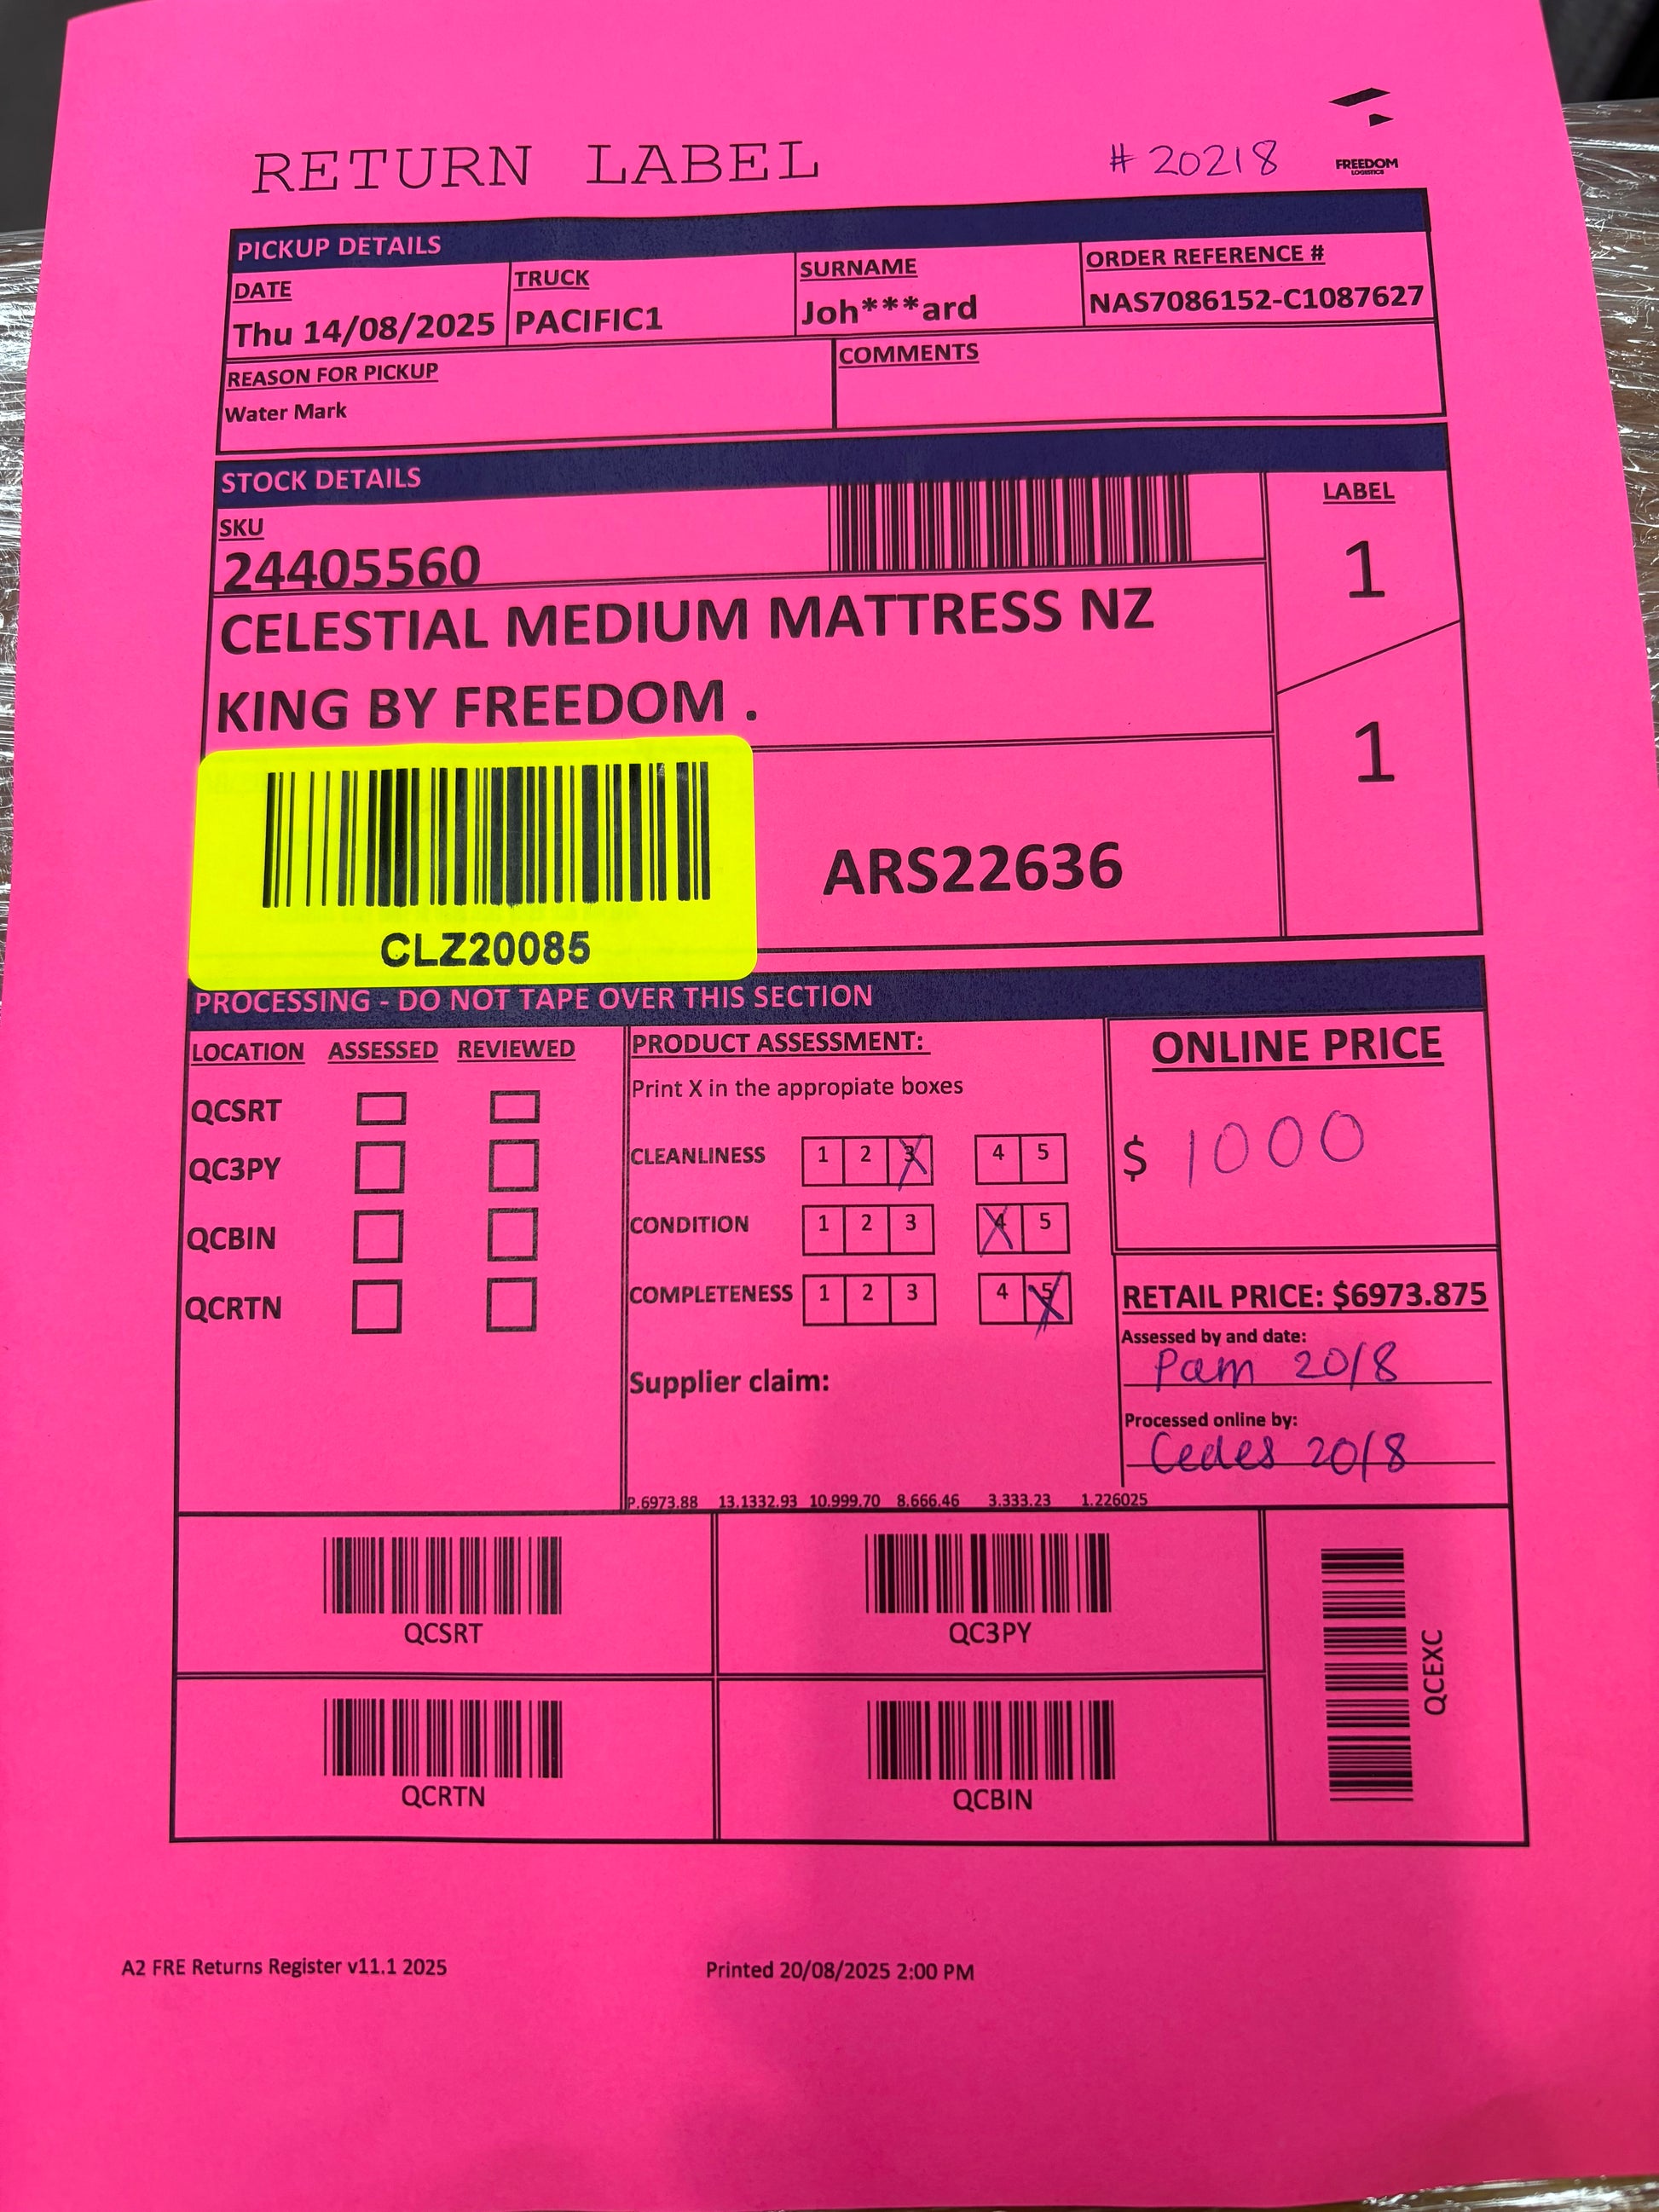 RETURN LABEL
# 20218
FREEDOM
LOGISTICS
PICKUP DETAILS
DATE
Thu 14/08/2025
TRUCK
PACIFIC1
SURNAME
Joh***ard
ORDER REFERENCE #
NAS7086152-C1087627
REASON FOR PICKUP
Water Mark
COMMENTS
STOCK DETAILS
SKU
24405560
LABEL
1
1
CELESTIAL MEDIUM MATTRESS NZ
KING BY FREEDOM .
CLZ20085
ARS22636
PROCESSING - DO NOT TAPE OVER THIS SECTION
LOCATION ASSESSED REVIEWED
QCSRT
QC3PY
QCBIN
QCRTN
PRODUCT ASSESSMENT:
Print X in the appropiate boxes
CLEANLINESS 1 2 3 4 5
CONDITION 1 2 3 4 5
COMPLETENESS 1 2 3 4 5
Supplier claim:
ONLINE PRICE
$ 1000
RETAIL PRICE: $6973.875
Assessed by and date:
Pam 20/8
Processed online by:
Cedes 20/8
P.6973.88 13.1332.93 10.999.70 8.666.46 3.333.23 1.226025
QCSRT
QC3PY
QCEXC
QCRTN
QCBIN
A2 FRE Returns Register v11.1 2025
Printed 20/08/2025 2:00 PM